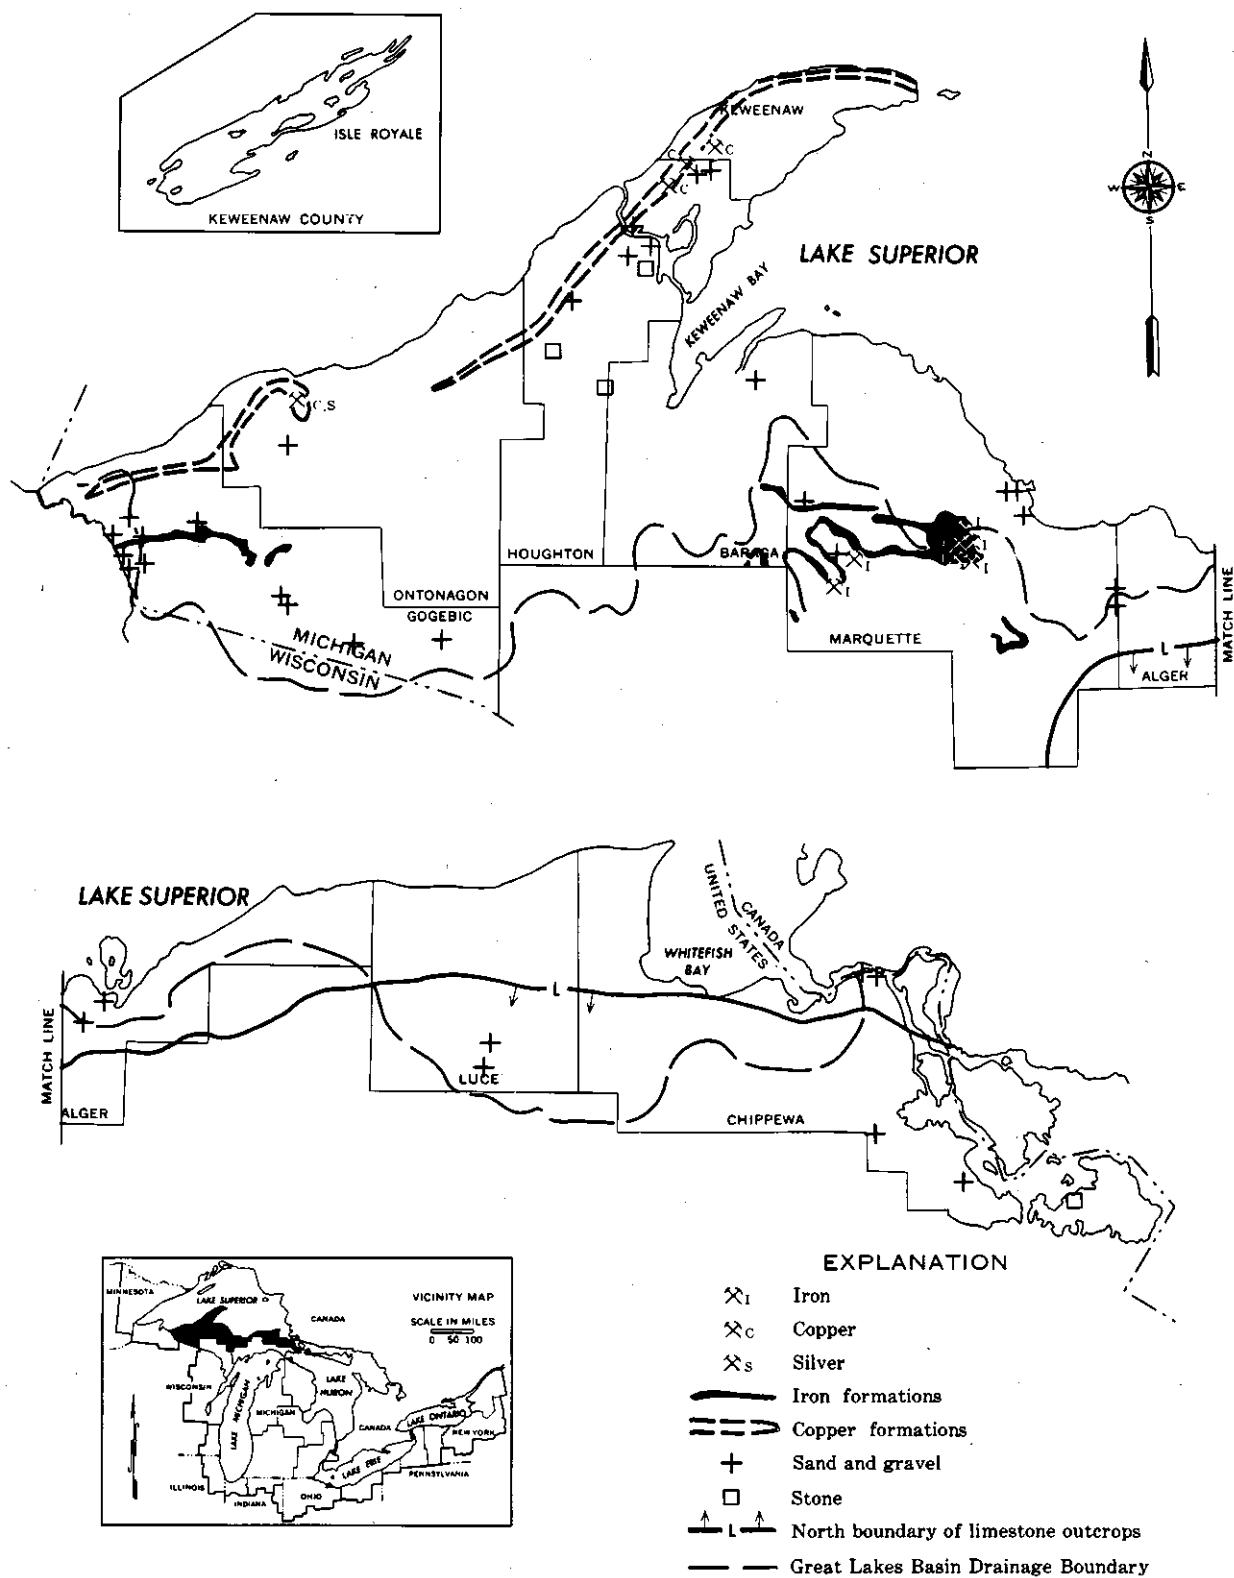 ISLE ROYALE
KEWEENAW COUNTY
KEWEENAW
C
C
C
N
W
E
S
LAKE SUPERIOR
KEWEENAW BAY
C,S
HOUGHTON
BARAGA
I
I
I
I
ONTONAGON
GOGEBIC
MICHIGAN
WISCONSIN
MARQUETTE
L
ALGER
MATCH LINE
LAKE SUPERIOR
CANADA
UNITED STATES
WHITEFISH
BAY
L
MATCH LINE
LUCE
ALGER
CHIPPEWA
MINNESOTA
LAKE SUPERIOR
CANADA
VICINITY MAP
SCALE IN MILES
0 50 100
WISCONSIN
LAKE MICHIGAN
MICHIGAN
LAKE
HURON
CANADA
LAKE ONTARIO
NEW YORK
LAKE ERIE
PENNSYLVANIA
ILLINOIS
INDIANA
OHIO
EXPLANATION
I Iron
C Copper
S Silver
Iron formations
Copper formations
Sand and gravel
Stone
L North boundary of limestone outcrops
Great Lakes Basin Drainage Boundary